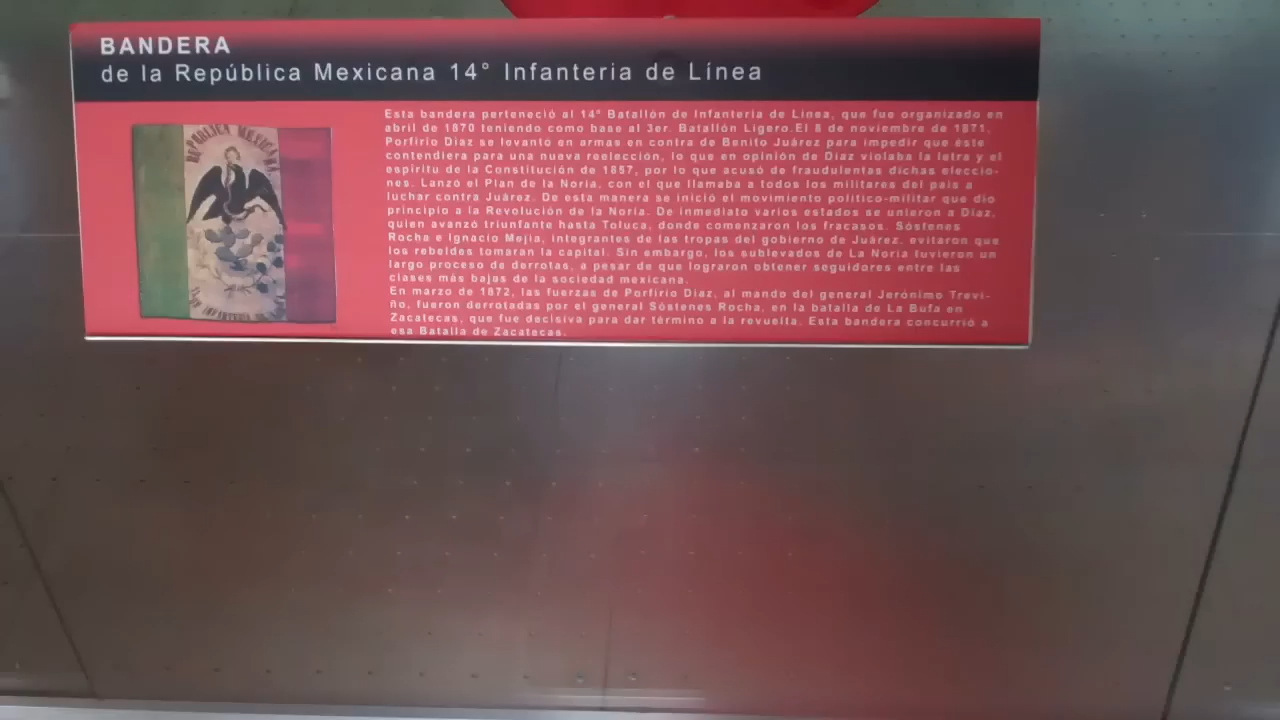 BANDERA
de la República Mexicana 14° Infanteria de Línea
Esta bandera perteneció al 14° Batallón de Infantería de Línea, que fue organizado en
abril de 1870 teniendo como base al 3er. Batallón Ligero.El 8 de noviembre de 1871,
Porfirio Díaz se levantó en armas en contra de Benito Juárez para impedir que éste
contendiera para una nueva reelección, lo que en opinión de Díaz violaba la letra y el
espíritu de la Constitución de 1857, por lo que acusó de fraudulentas dichas eleccio-
nes. Lanzó el Plan de la Noria, con el que llamaba a todos los militares del país a
luchar contra Juárez. De esta manera se inició el movimiento político-militar que dio
principio a la Revolución de la Noria. De inmediato varios estados se unieron a Díaz,
quien avanzó triunfante hasta Toluca, donde comenzaron los fracasos. Sóstenes
Rocha e Ignacio Mejía, integrantes de las tropas del gobierno de Juárez, evitaron que
los rebeldes tomaran la capital. Sin embargo, los sublevados de La Noria tuvieron un
largo proceso de derrotas, a pesar de que lograron obtener seguidores entre las
clases más bajas de la sociedad mexicana.
En marzo de 1872, las fuerzas de Porfirio Díaz, al mando del general Jerónimo Trevi-
ño, fueron derrotadas por el general Sóstenes Rocha, en la batalla de La Bufa en
Zacatecas, que fue decisiva para dar término a la revuelta. Esta bandera concurrió a
esa Batalla de Zacatecas.
REPÚBLICA MEXICANA
INFANTERIA DE